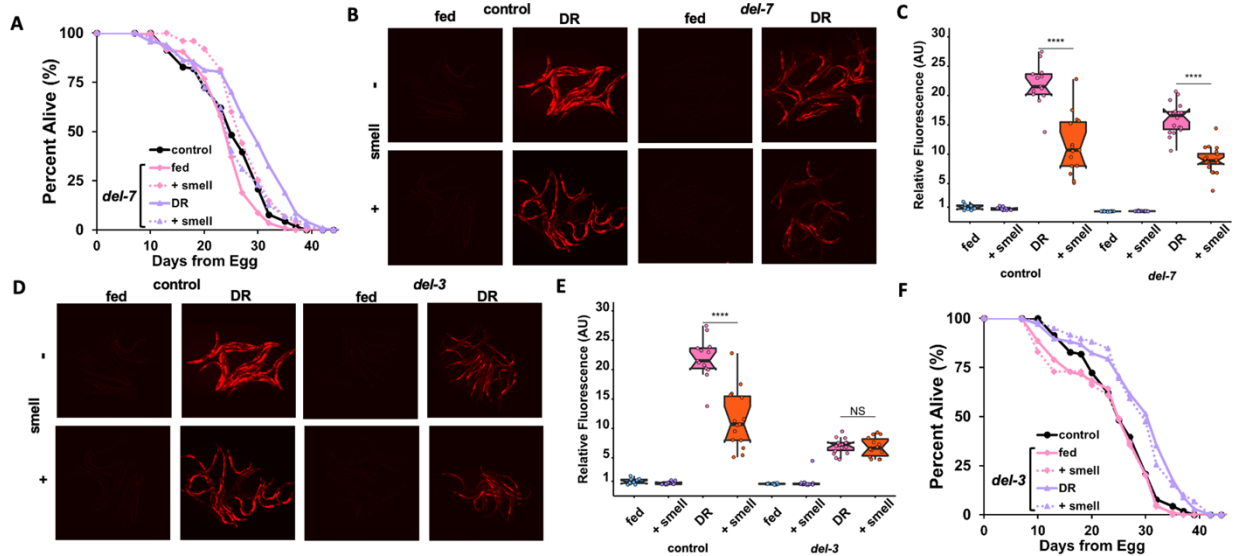 A
Percent Alive (%)
100
75
50
25
0
0
10
20
30
40
Days from Egg
control
del-7
fed
+ smell
DR
+ smell
B
control
del-7
fed
DR
fed
DR
smell
-
+
C
Relative Fluorescence (AU)
30
25
20
15
10
5
1
****
****
fed
+ smell
DR
+ smell
fed
+ smell
DR
+ smell
control
del-7
D
control
del-3
fed
DR
fed
DR
smell
-
+
E
Relative Fluorescence (AU)
30
25
20
15
10
5
1
****
NS
fed
+ smell
DR
+ smell
fed
+ smell
DR
+ smell
control
del-3
F
Percent Alive (%)
100
75
50
25
0
0
10
20
30
40
Days from Egg
control
del-3
fed
+ smell
DR
+ smell